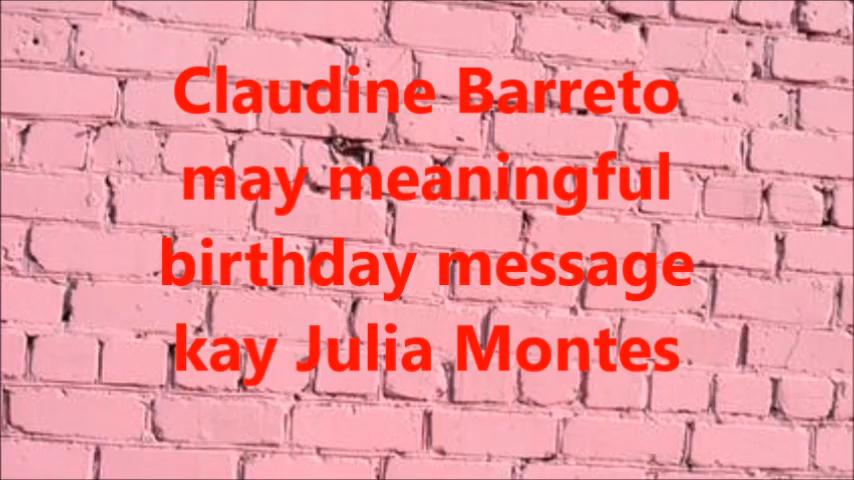 Claudine Barreto
may meaningful
birthday message
kay Julia Montes